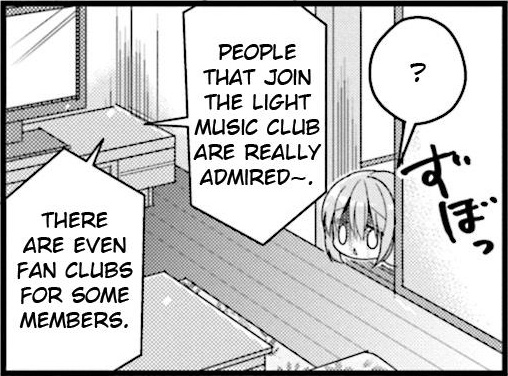 ?
ずぼっ
PEOPLE
THAT JOIN
THE LIGHT
MUSIC CLUB
ARE REALLY
ADMIRED~.
THERE
ARE EVEN
FAN CLUBS
FOR SOME
MEMBERS.